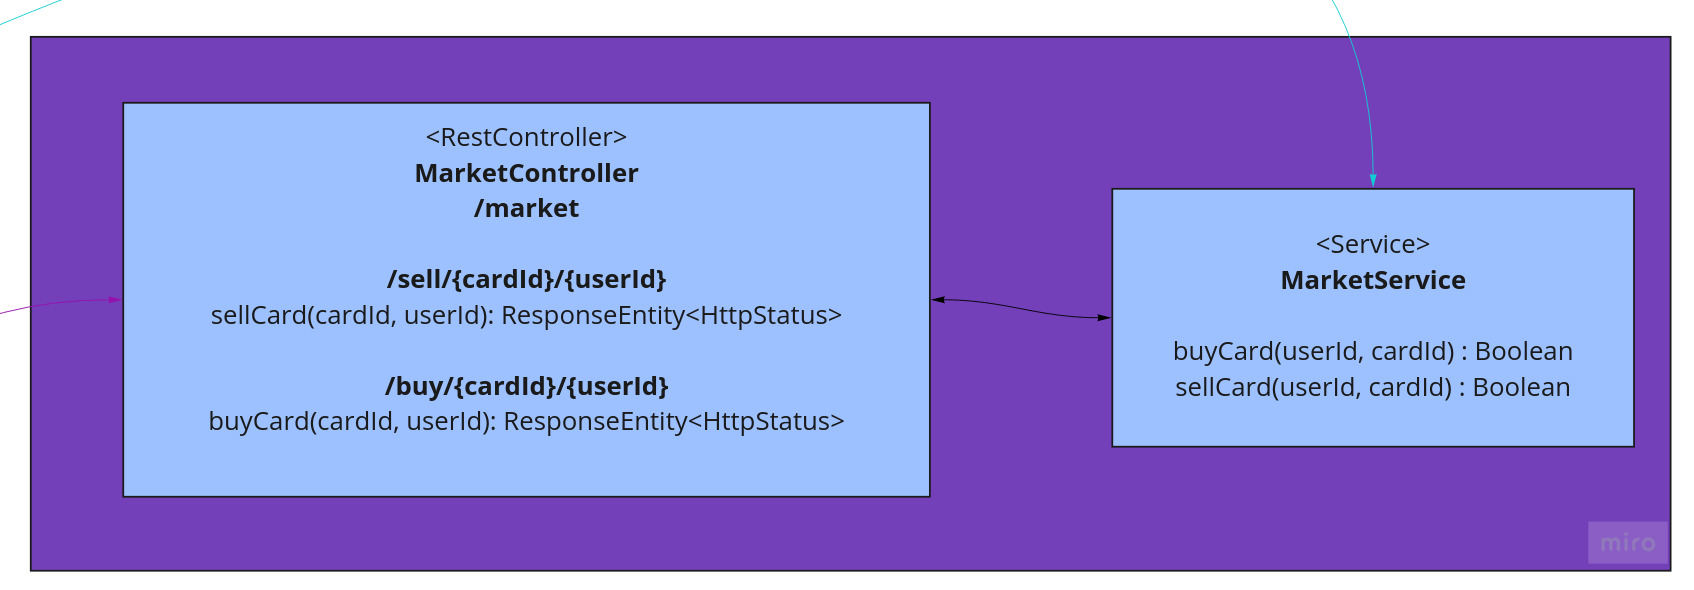 <RestController>
MarketController
/market
/sell/{cardId}/{userId}
sellCard(cardId, userId): ResponseEntity<HttpStatus>
/buy/{cardId}/{userId}
buyCard(cardId, userId): ResponseEntity<HttpStatus>
<Service>
MarketService
buyCard(userId, cardId) : Boolean
sellCard(userId, cardId) : Boolean
miro